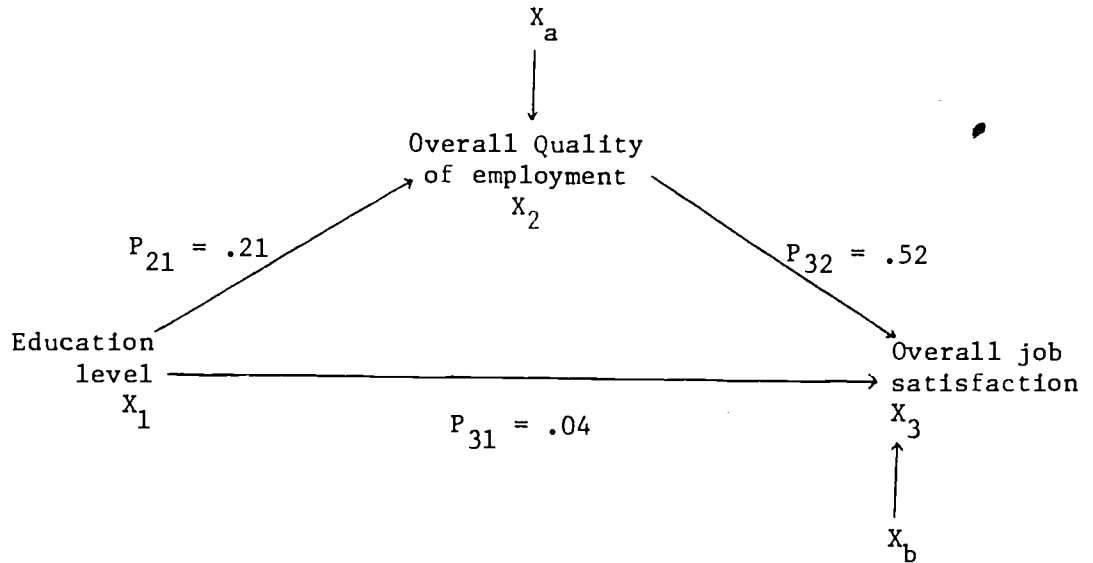 X_a
Overall Quality
of employment
X_2
P_21 = .21
P_32 = .52
Education
level
X_1
Overall job
satisfaction
X_3
P_31 = .04
X_b